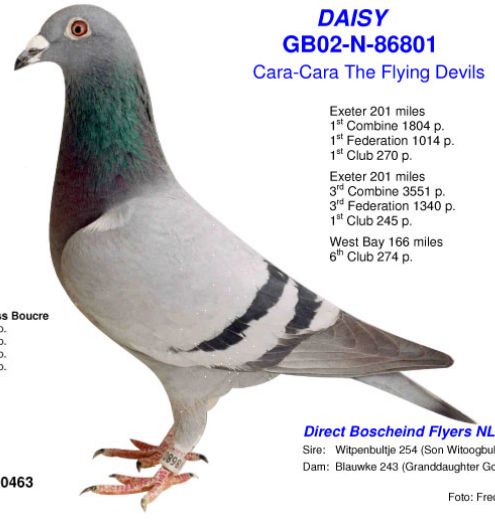 DAISY
GB02-N-86801
Cara-Cara The Flying Devils
Exeter 201 miles
1st Combine 1804 p.
1st Federation 1014 p.
1st Club 270 p.
Exeter 201 miles
3rd Combine 3551 p.
3rd Federation 1340 p.
1st Club 245 p.
West Bay 166 miles
6th Club 274 p.
ss Boucre
p.
p.
p.
p.
Direct Boscheind Flyers NL
Sire: Witpenbultje 254 (Son Witoogbul
Dam: Blauwke 243 (Granddaughter Go
0463
Foto: Fred